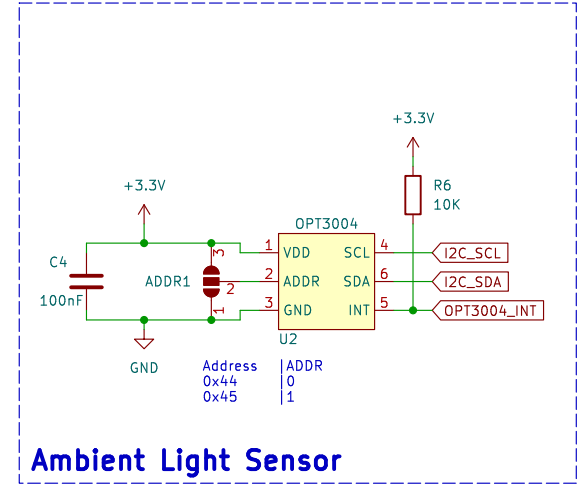 +3.3V
R6
10K
+3.3V
OPT3004
C4
100nF
ADDR1
3
2
1
1 VDD SCL 4
2 ADDR SDA 6
3 GND INT 5
I2C_SCL
I2C_SDA
OPT3004_INT
U2
GND
Address |ADDR
0x44 |0
0x45 |1
Ambient Light Sensor